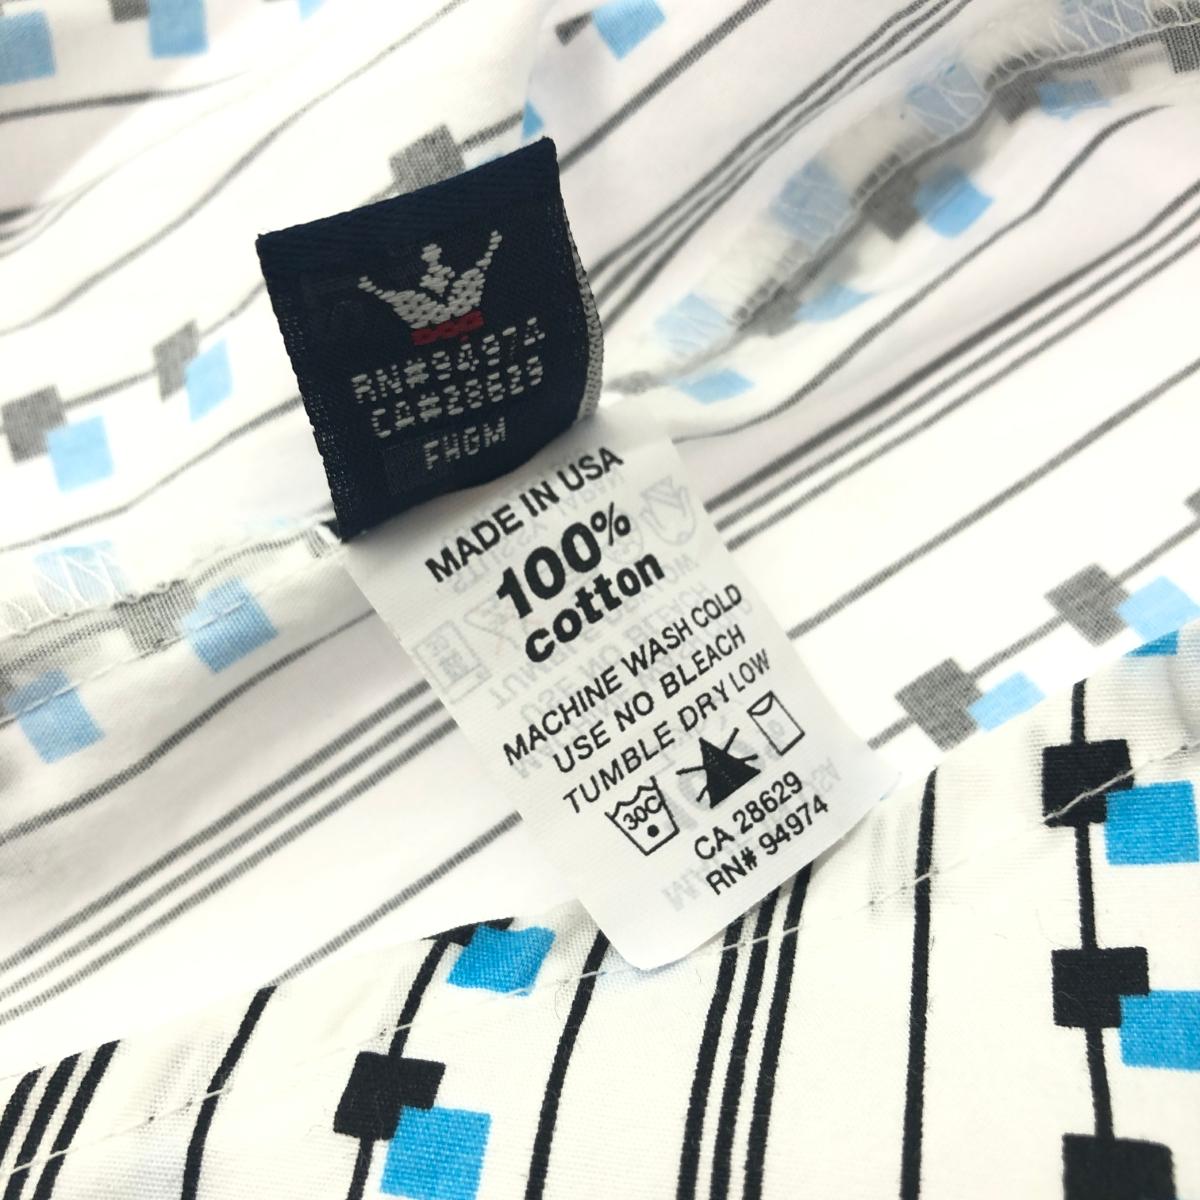 RN#94974
CA#28629
FHGM
MADE IN USA
100%
cotton
MACHINE WASH COLD
USE NO BLEACH
TUMBLE DRY LOW
30C
CA 28629
RN# 94974